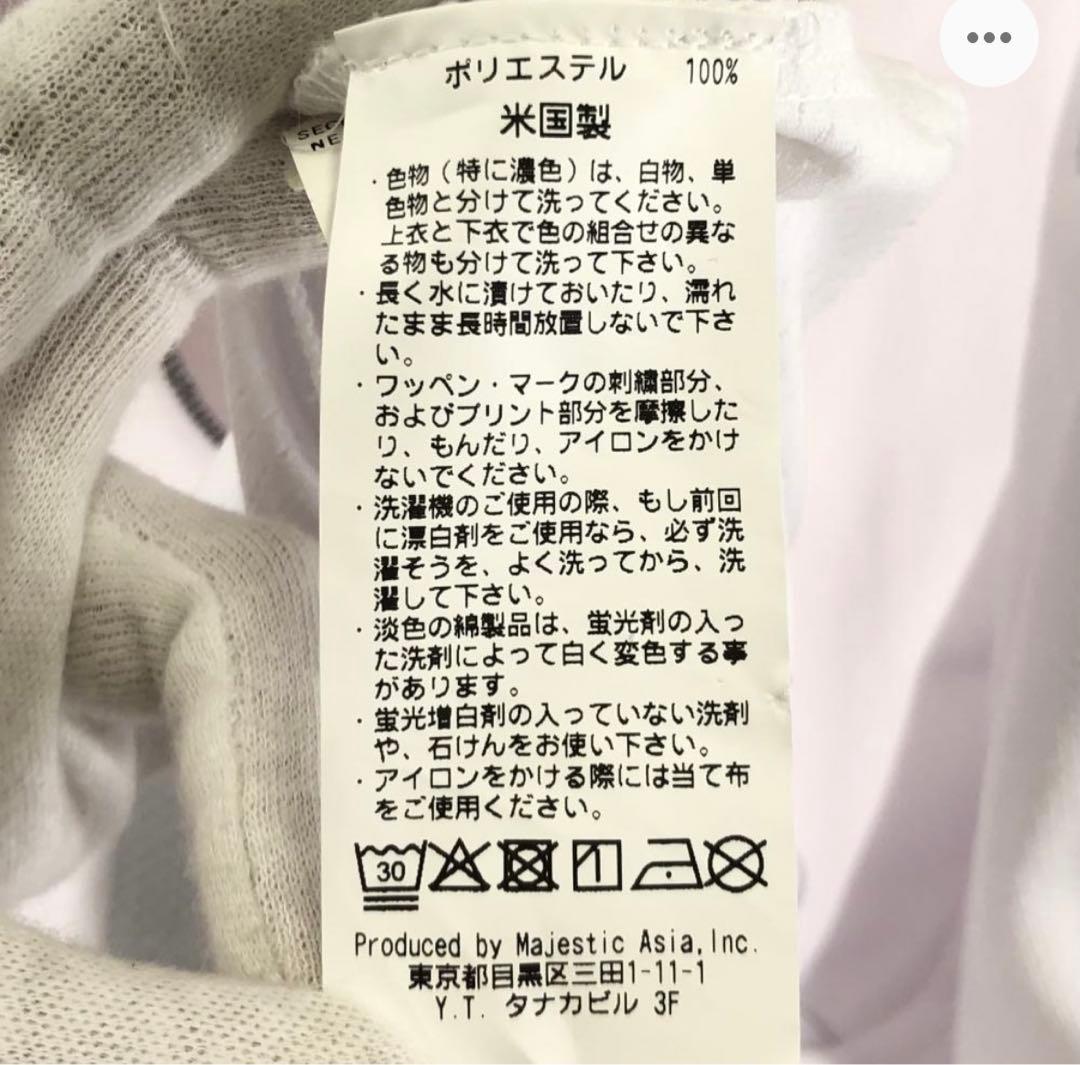 ポリエステル 100%
米国製
・色物(特に濃色)は、白物、単
色物と分けて洗ってください。
上衣と下衣で色の組合せの異な
る物も分けて洗って下さい。
・長く水に漬けておいたり、濡れ
たまま長時間放置しないで下さ
い。
・ワッペン・マークの刺繍部分、
およびプリント部分を摩擦した
り、もんだり、アイロンをかけ
ないでください。
・洗濯機のご使用の際、もし前回
に漂白剤をご使用なら、必ず洗
濯そうを、よく洗ってから、洗
濯して下さい。
・淡色の綿製品は、蛍光剤の入っ
た洗剤によって白く変色する事
があります。
・蛍光増白剤の入っていない洗剤
や、石けんをお使い下さい。
・アイロンをかける際には当て布
をご使用ください。
30
Produced by Majestic Asia, Inc.
東京都目黒区三田1-11-1
Y.T. タナカビル 3F